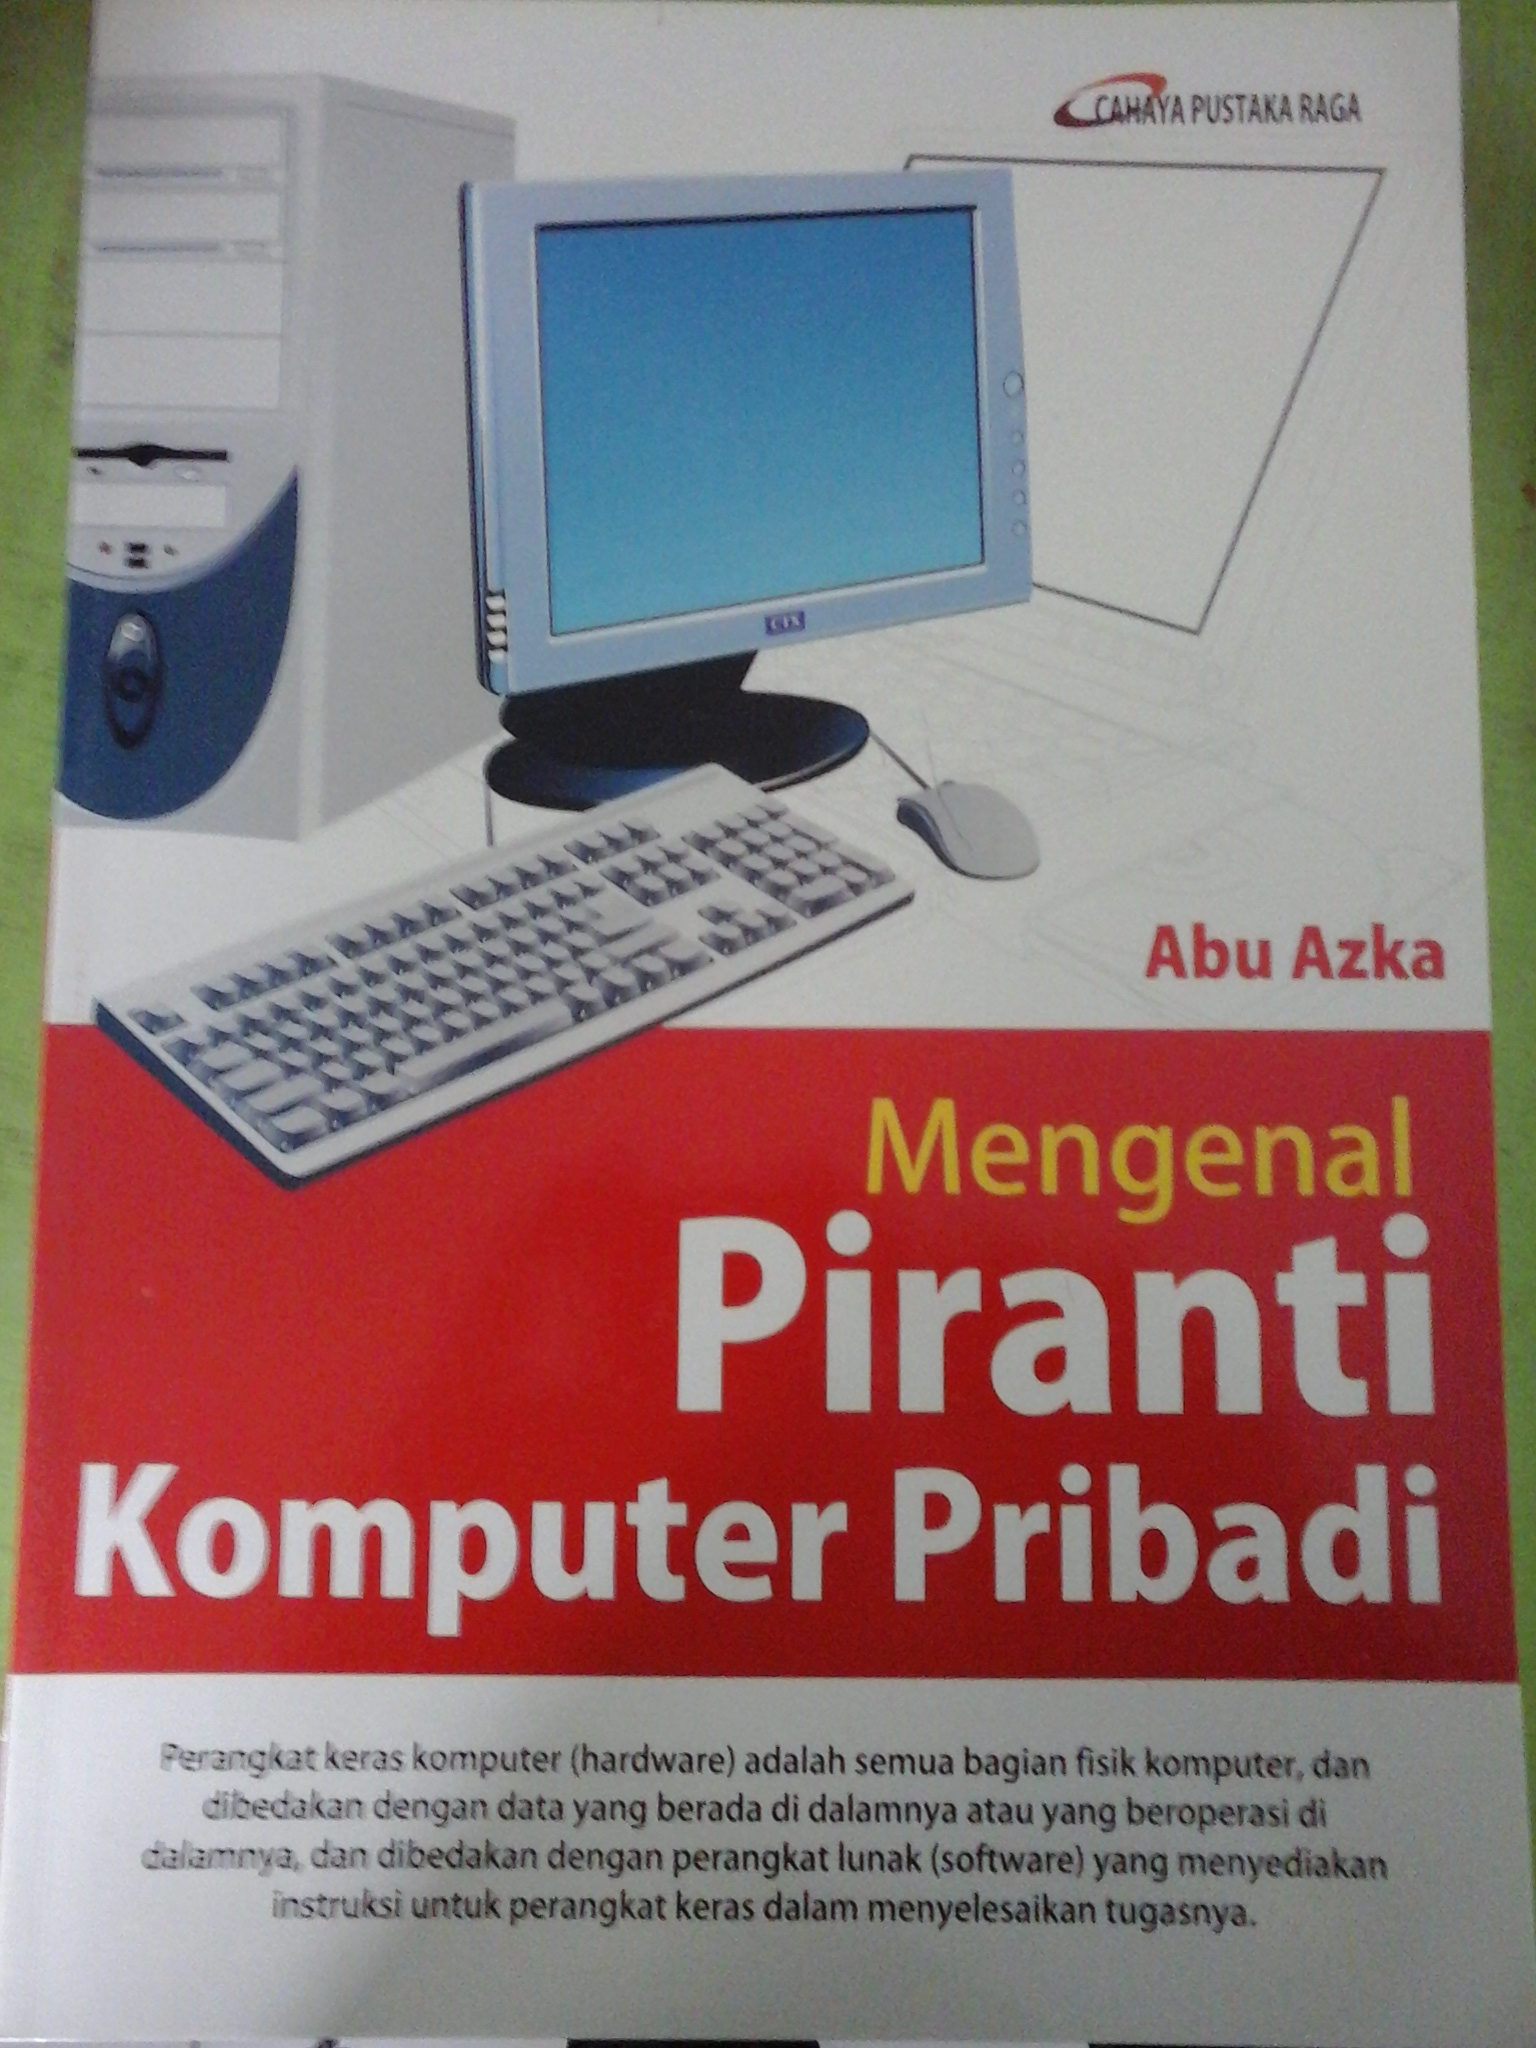 CAHAYA PUSTAKA RAGA
CTX
Abu Azka
Mengenal
Piranti
Komputer Pribadi
Perangkat keras komputer (hardware) adalah semua bagian fisik komputer, dan
dibedakan dengan data yang berada di dalamnya atau yang beroperasi di
dalamnya, dan dibedakan dengan perangkat lunak (software) yang menyediakan
instruksi untuk perangkat keras dalam menyelesaikan tugasnya.